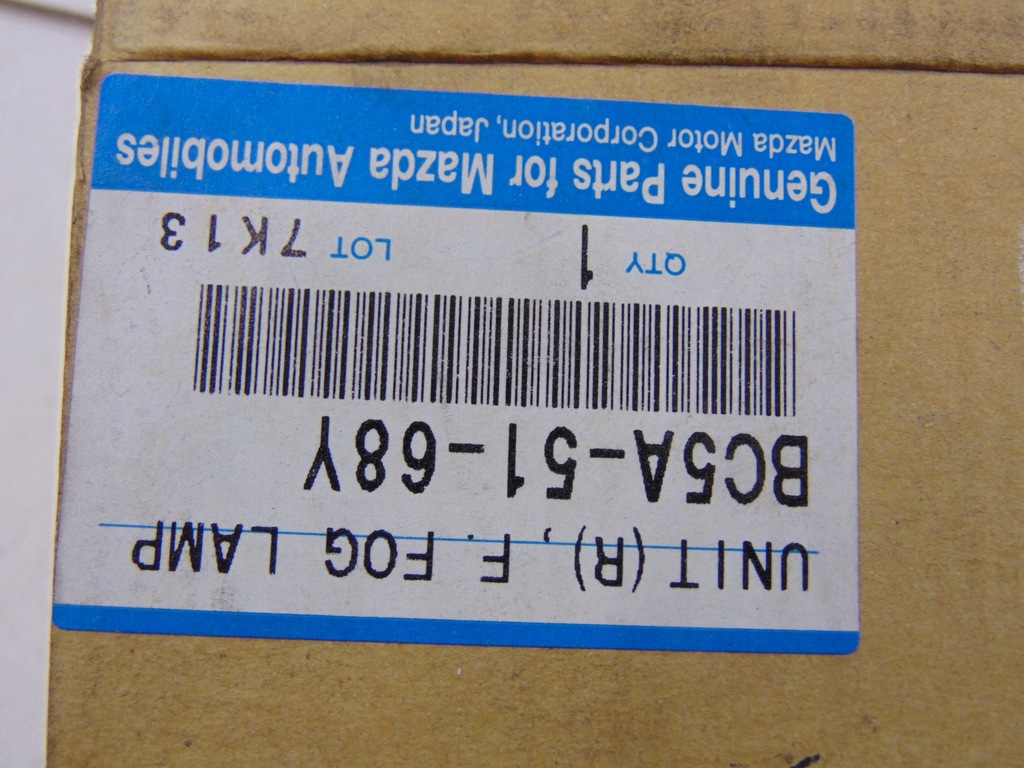 UNIT(R), F. FOG LAMP
BC5A-51-68Y
QTY 1 LOT 7K13
Genuine Parts for Mazda Automobiles
Mazda Motor Corporation, Japan